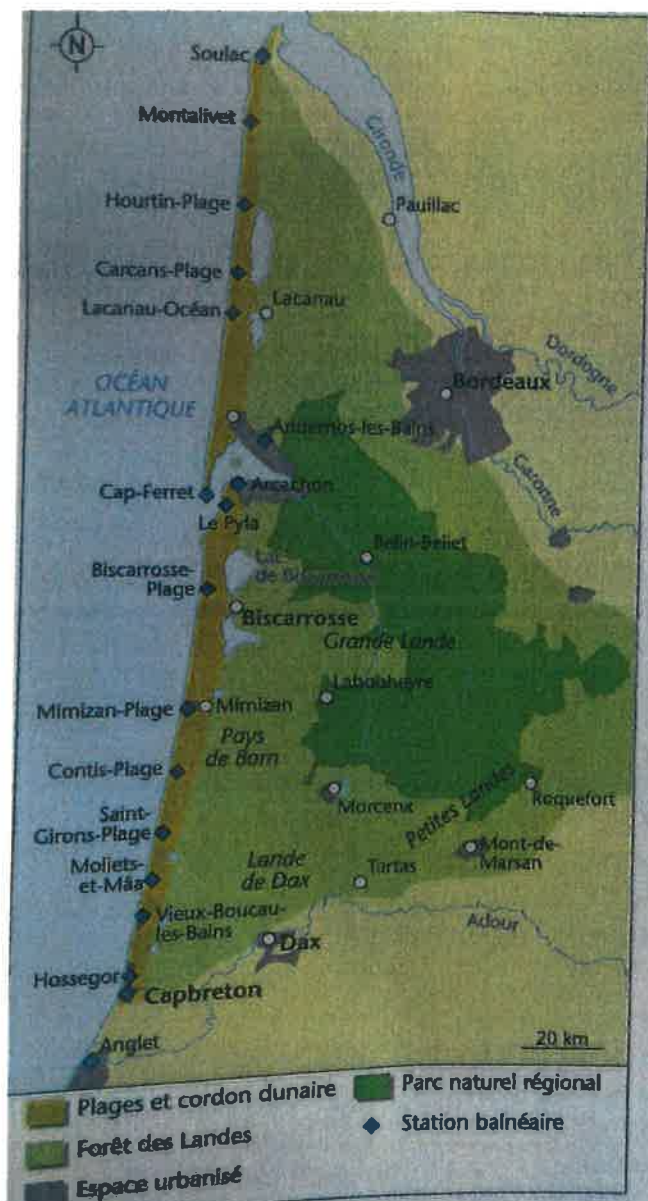 N
Soulac
Montalivet
Gironde
Hourtin-Plage
Pauillac
Carcans-Plage
Lacanau-Océan
Lacanau
Dordogne
OCÉAN
ATLANTIQUE
Bordeaux
Andernos-les-Bains
Garonne
Cap-Ferret
Arcachon
Le Pyla
Belin-Beliet
Lac
de Biscarrosse
Biscarrosse-
Plage
Biscarrosse
Grande Lande
Labouheyre
Mimizan-Plage
Mimizan
Pays
de Born
Contis-Plage
Morcenx
Petites Landes
Roquefort
Saint-
Girons-Plage
Mont-de-
Marsan
Moliets-
et-Mâa
Lande
de Dax
Tartas
Vieux-Boucau-
les-Bains
Adour
Dax
Hossegor
Capbreton
Anglet
20 km
Plages et cordon dunaire
Forêt des Landes
Espace urbanisé
Parc naturel régional
Station balnéaire